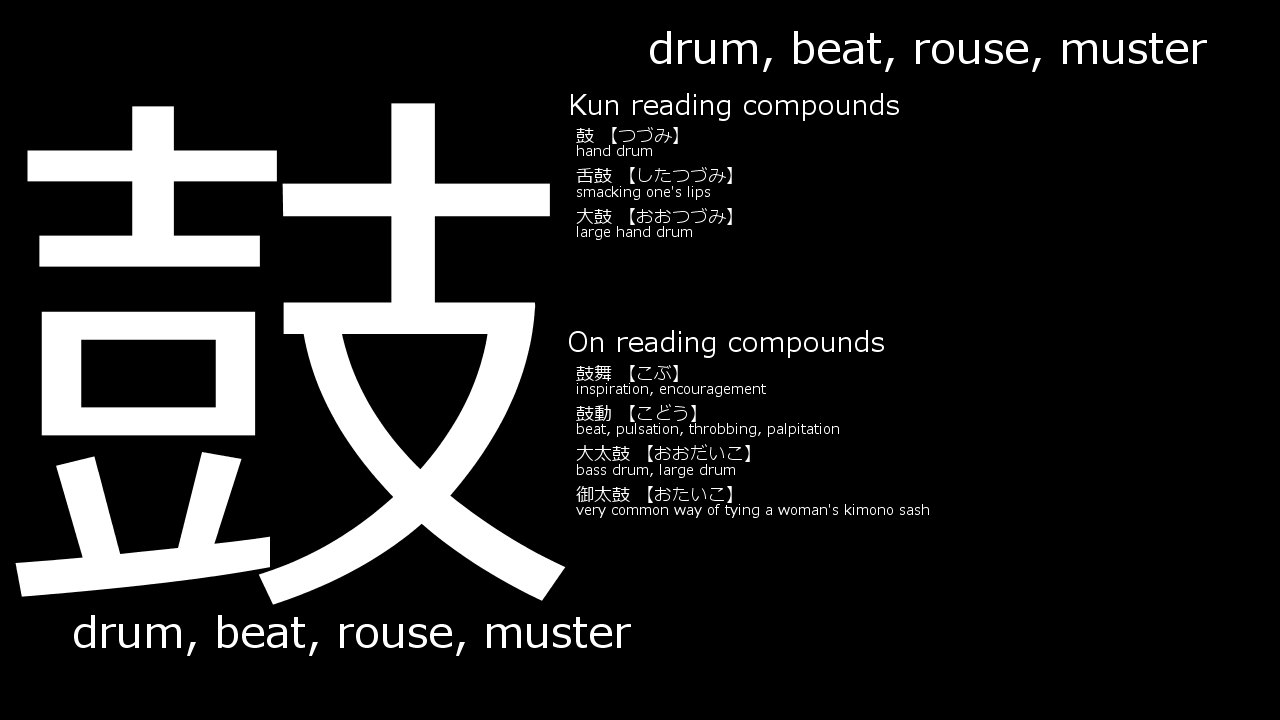 drum, beat, rouse, muster
鼓
Kun reading compounds
鼓 【つづみ】
hand drum
舌鼓 【したつづみ】
smacking one's lips
大鼓 【おおつづみ】
large hand drum
On reading compounds
鼓舞 【こぶ】
inspiration, encouragement
鼓動 【こどう】
beat, pulsation, throbbing, palpitation
大太鼓 【おおだいこ】
bass drum, large drum
御太鼓 【おたいこ】
very common way of tying a woman's kimono sash
drum, beat, rouse, muster